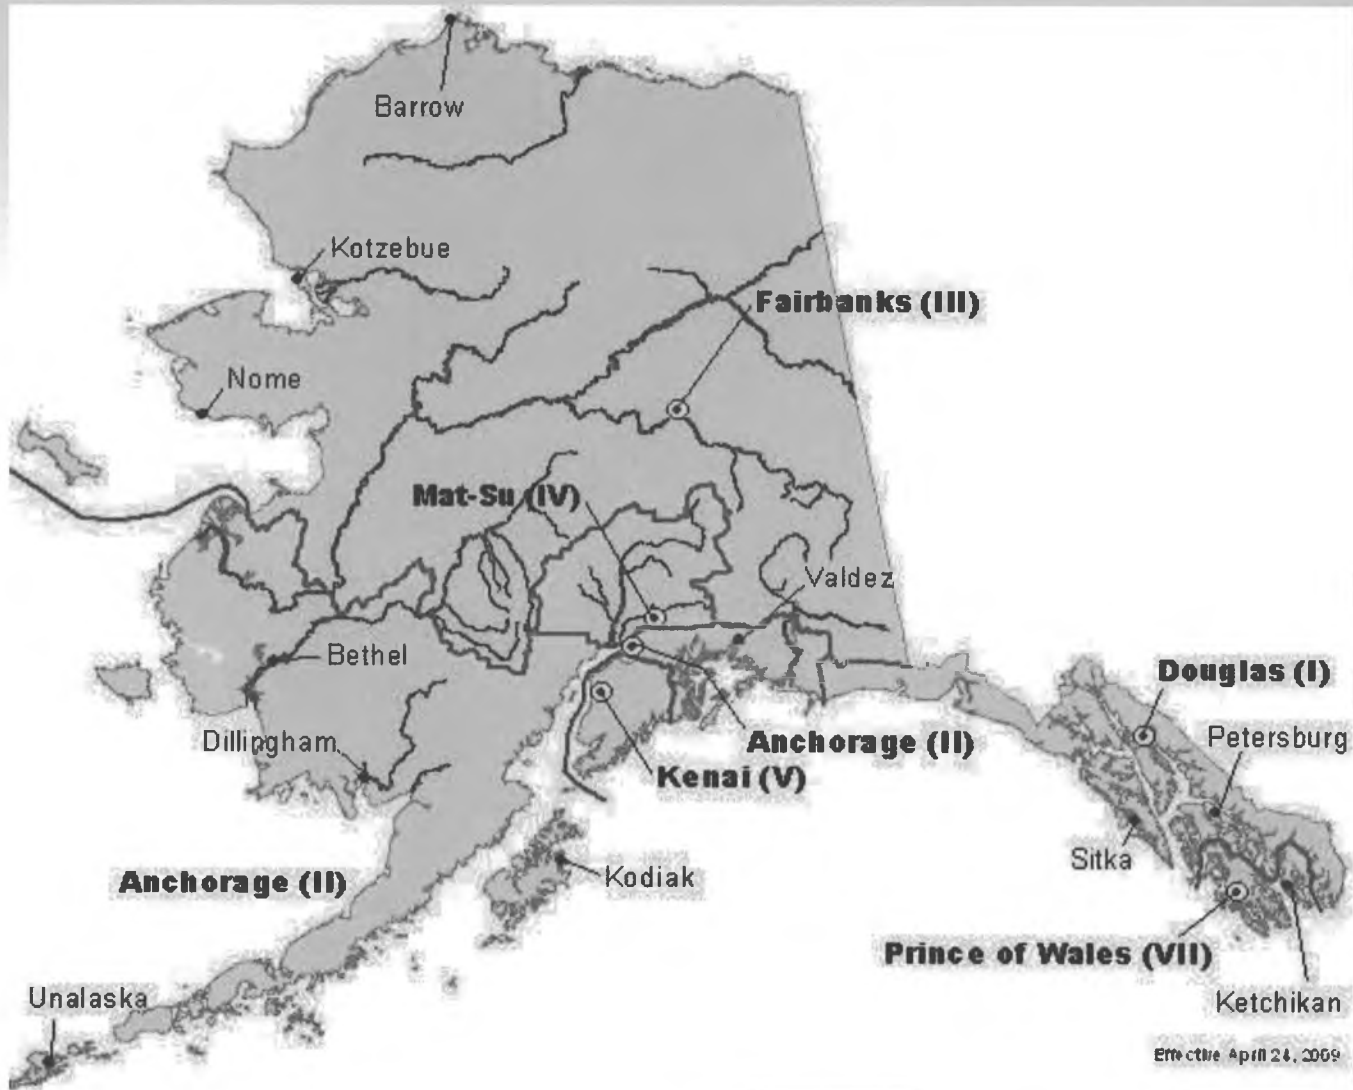 Barrow
Kotzebue
Fairbanks (III)
Nome
Mat-Su (IV)
Valdez
Bethel
Douglas (I)
Dillingham
Petersburg
Anchorage (II)
Kenai (V)
Sitka
Anchorage (II)
Kodiak
Prince of Wales (VII)
Unalaska
Ketchikan
Effective April 24, 2009